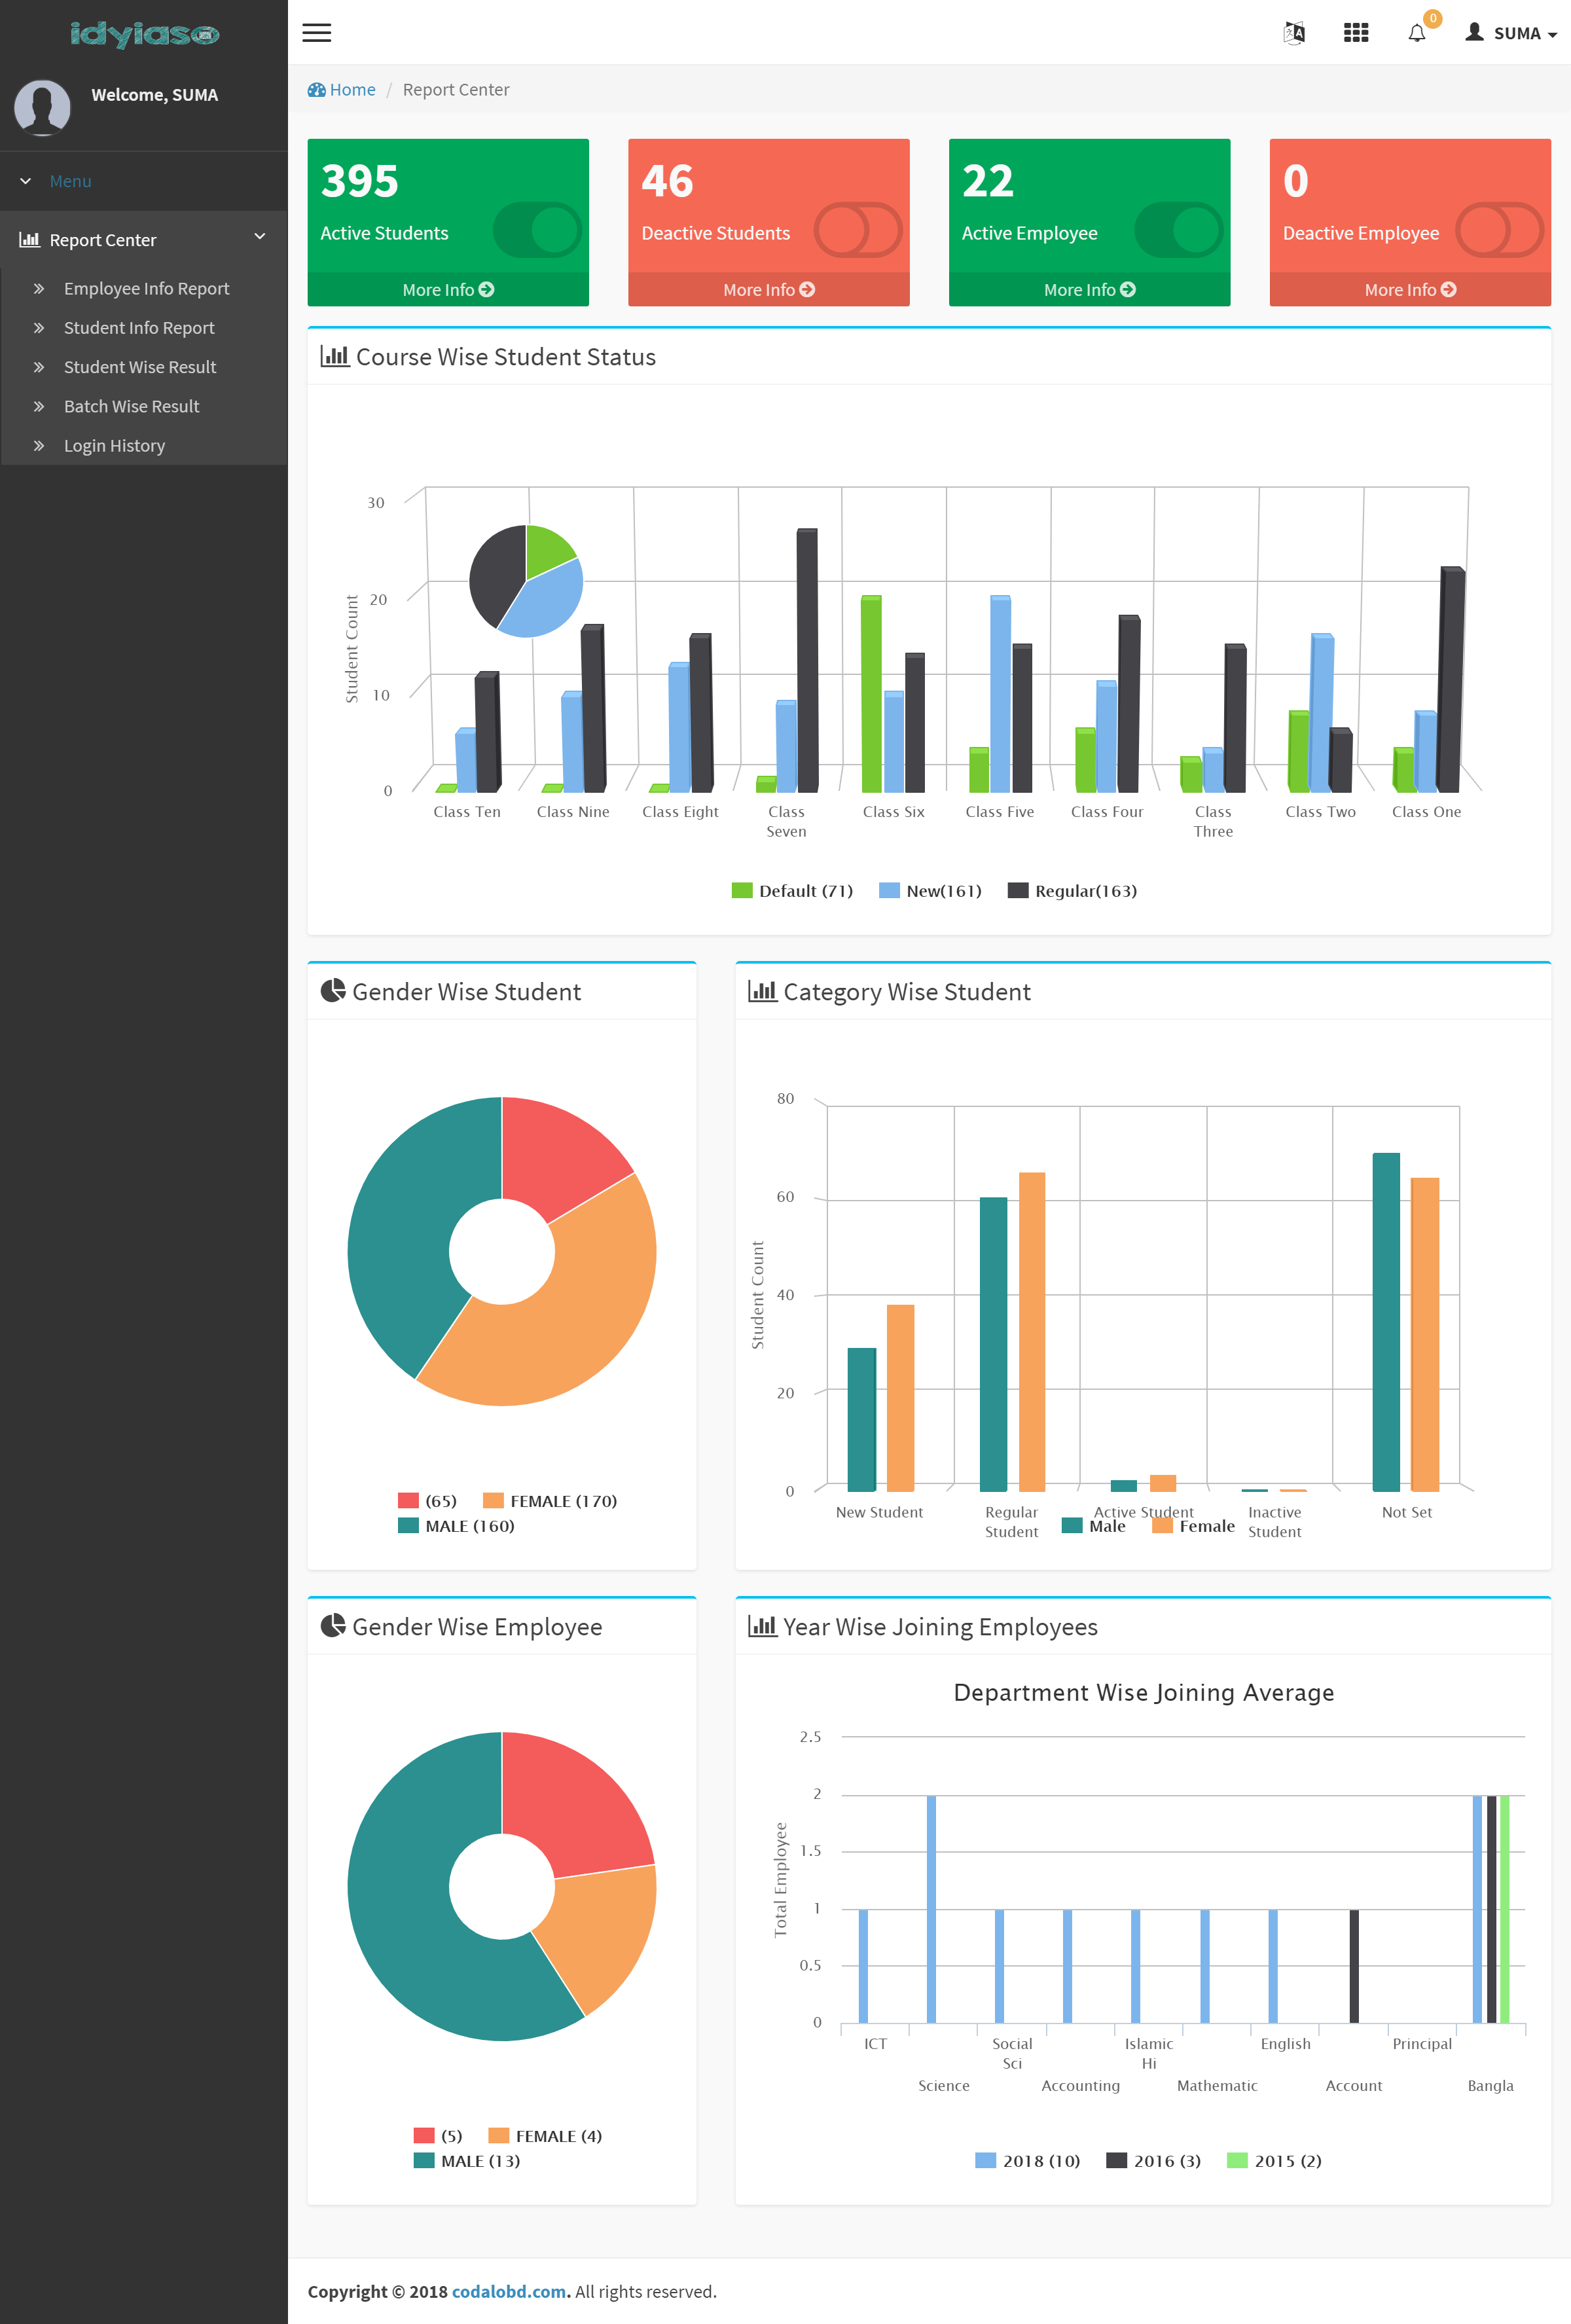 idyiaso
Welcome, SUMA
Menu
Report Center
Employee Info Report
Student Info Report
Student Wise Result
Batch Wise Result
Login History
0
SUMA
Home / Report Center
395
Active Students
More Info
46
Deactive Students
More Info
22
Active Employee
More Info
0
Deactive Employee
More Info
Course Wise Student Status
Student Count
30
20
10
0
Class Ten
Class Nine
Class Eight
Class
Seven
Class Six
Class Five
Class Four
Class
Three
Class Two
Class One
Default (71)
New(161)
Regular(163)
Gender Wise Student
(65)
FEMALE (170)
MALE (160)
Category Wise Student
Student Count
80
60
40
20
0
New Student
Regular
Student
Active Student
Inactive
Student
Not Set
Male
Female
Gender Wise Employee
(5)
FEMALE (4)
MALE (13)
Year Wise Joining Employees
Department Wise Joining Average
Total Employee
2.5
2
1.5
1
0.5
0
ICT
Science
Social
Sci
Accounting
Islamic
Hi
Mathematic
English
Account
Principal
Bangla
2018 (10)
2016 (3)
2015 (2)
Copyright © 2018 codalobd.com. All rights reserved.